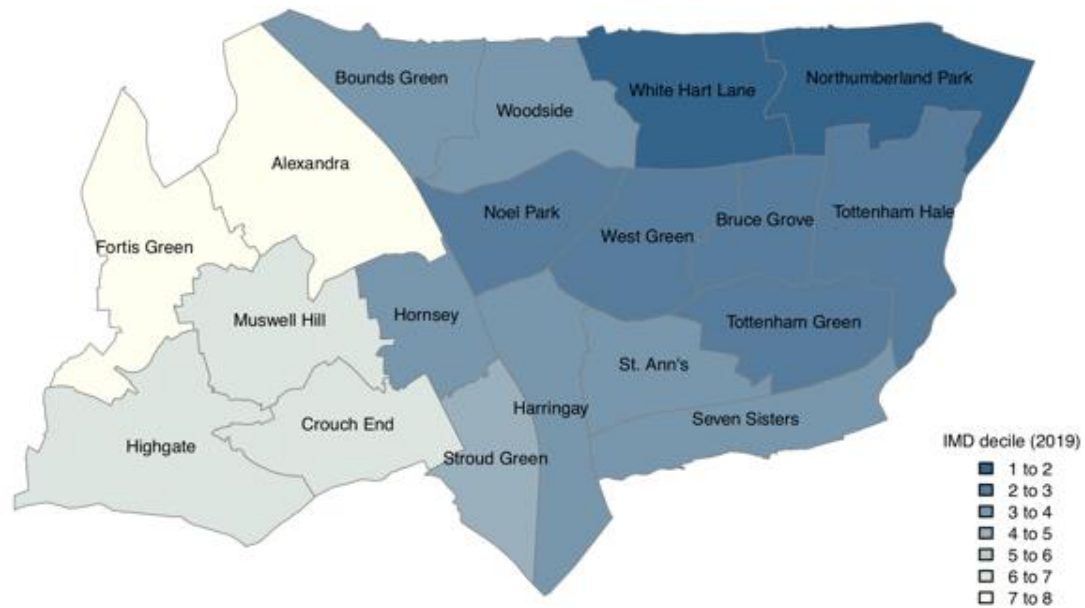 Bounds Green
Woodside
White Hart Lane
Northumberland Park
Alexandra
Noel Park
West Green
Bruce Grove
Tottenham Hale
Fortis Green
Muswell Hill
Hornsey
Tottenham Green
St. Ann's
Highgate
Crouch End
Stroud Green
Harringay
Seven Sisters
IMD decile (2019)
1 to 2
2 to 3
3 to 4
4 to 5
5 to 6
6 to 7
7 to 8